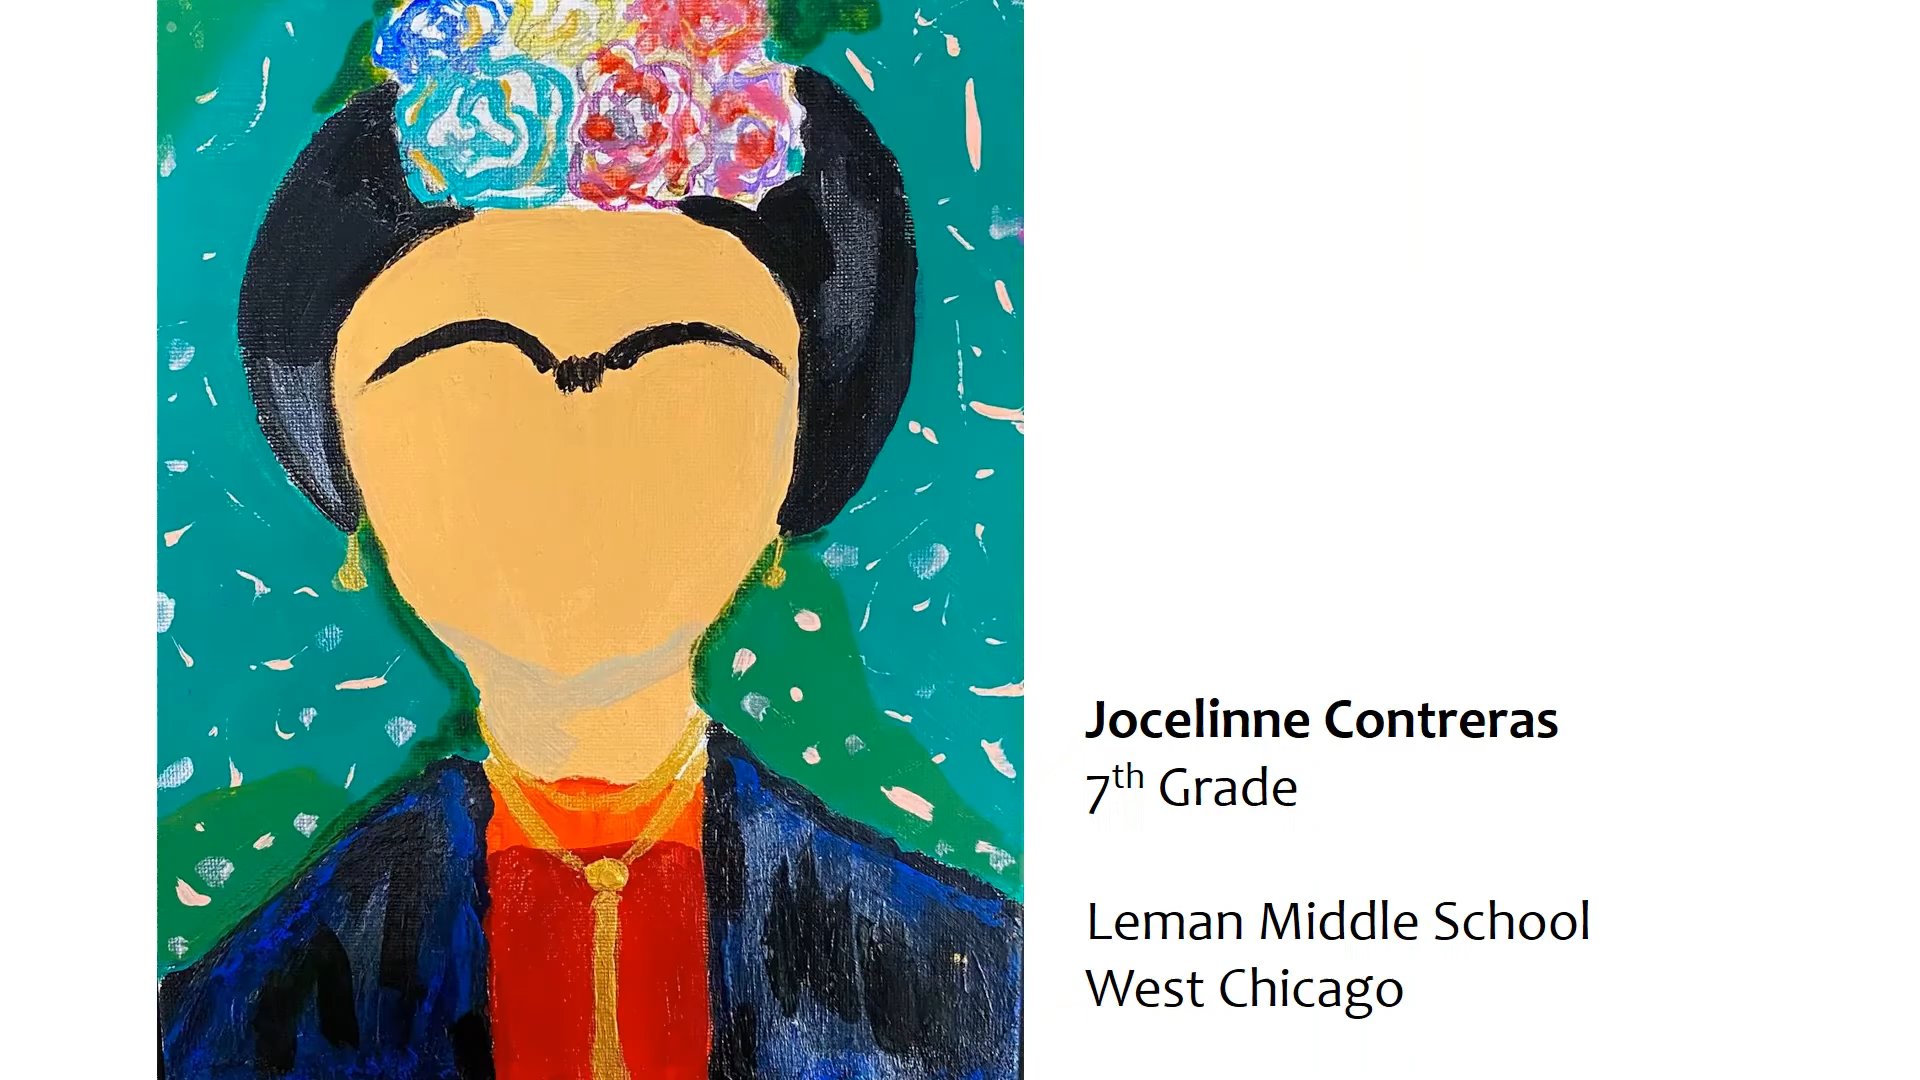 Jocelinne Contreras
7th Grade
Leman Middle School
West Chicago